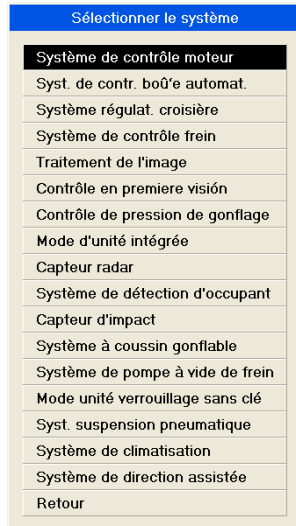 Sélectionner le système
Système de contrôle moteur
Syst. de contr. boû‘e automat.
Système régulat. croisière
Système de contrôle frein
Traitement de l'image
Contrôle en premiere visión
Contrôle de pression de gonflage
Mode d'unité intégrée
Capteur radar
Système de détection d'occupant
Capteur d'impact
Système à coussin gonflable
Système de pompe à vide de frein
Mode unité verrouillage sans clé
Syst. suspension pneumatique
Système de climatisation
Système de direction assistée
Retour